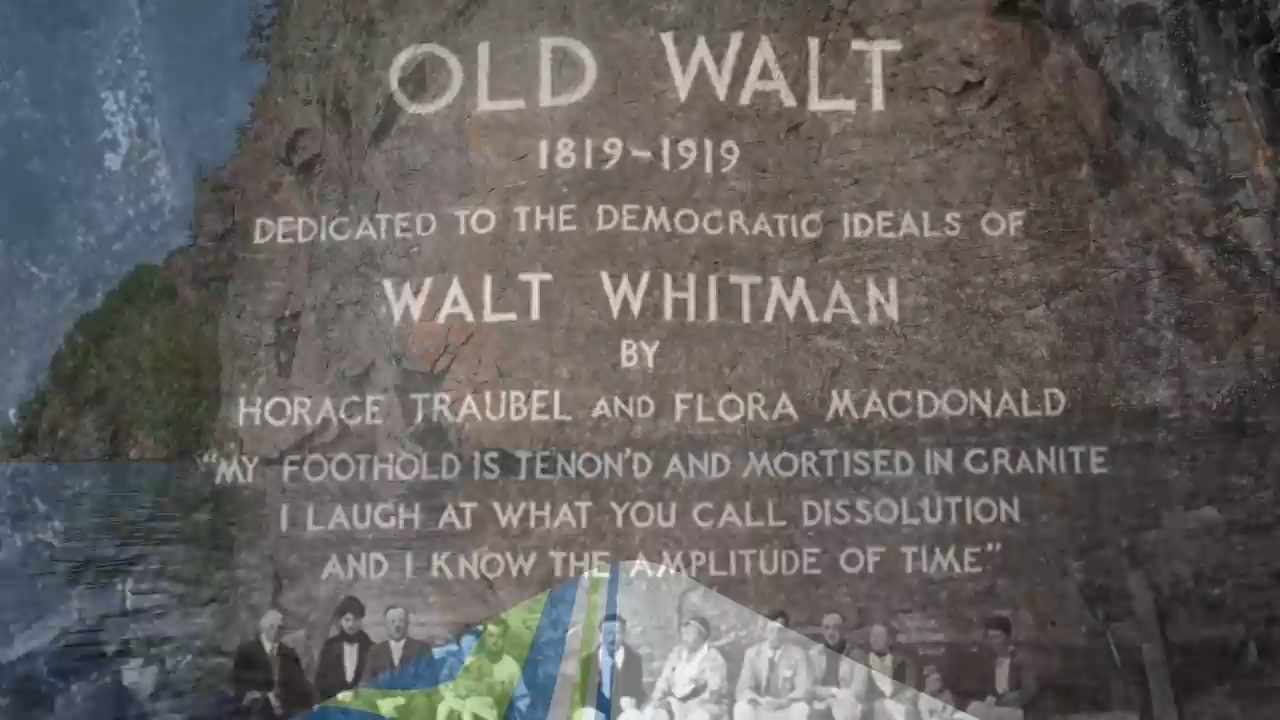 OLD WALT
1819-1919
DEDICATED TO THE DEMOCRATIC IDEALS OF
WALT WHITMAN
BY
HORACE TRAUBEL AND FLORA MACDONALD
"MY FOOTHOLD IS TENON'D AND MORTISED IN GRANITE
I LAUGH AT WHAT YOU CALL DISSOLUTION
AND I KNOW THE AMPLITUDE OF TIME"